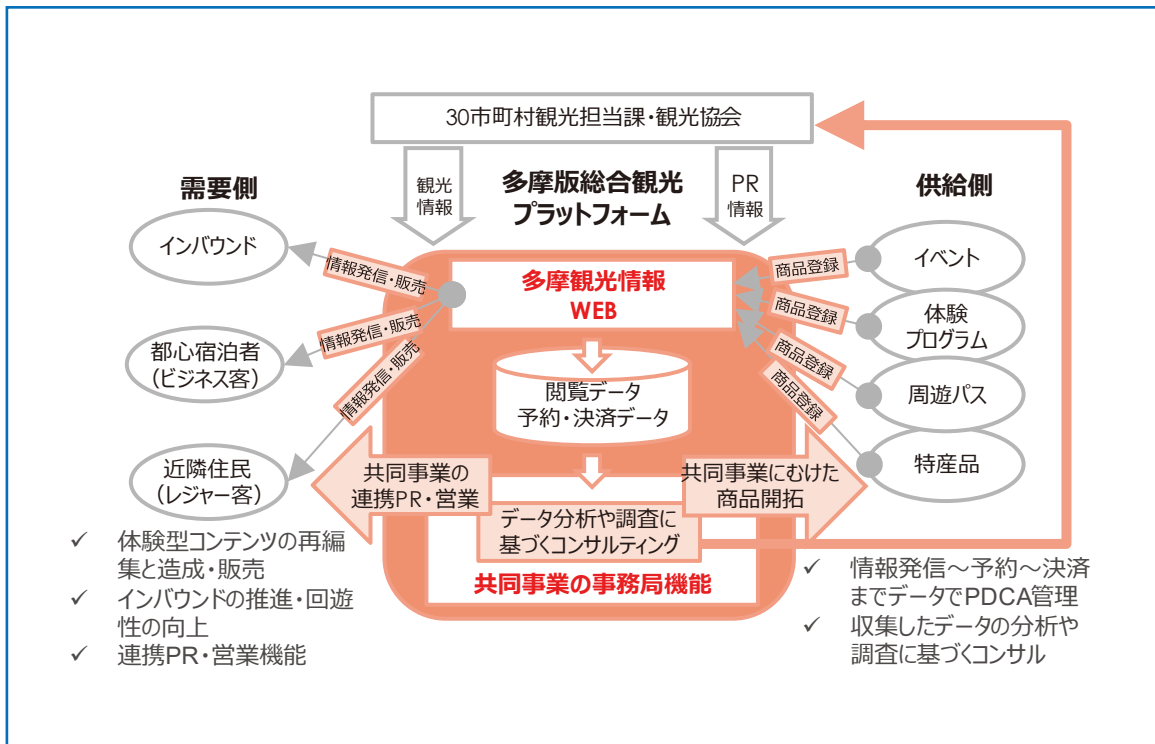 30市町村観光担当課・観光協会
観光
情報
多摩版総合観光
プラットフォーム
PR
情報
需要側
インバウンド
都心宿泊者
（ビジネス客）
近隣住民
（レジャー客）
情報発信・販売
情報発信・販売
情報発信・販売
多摩観光情報
WEB
閲覧データ
予約・決済データ
供給側
商品登録
商品登録
商品登録
商品登録
イベント
体験
プログラム
周遊パス
特産品
共同事業の
連携PR・営業
共同事業にむけた
商品開拓
データ分析や調査に
基づくコンサルティング
共同事業の事務局機能
✓ 体験型コンテンツの再編
集と造成・販売
✓ インバウンドの推進・回遊
性の向上
✓ 連携PR・営業機能
✓ 情報発信～予約～決済
までデータでPDCA管理
✓ 収集したデータの分析や
調査に基づくコンサル